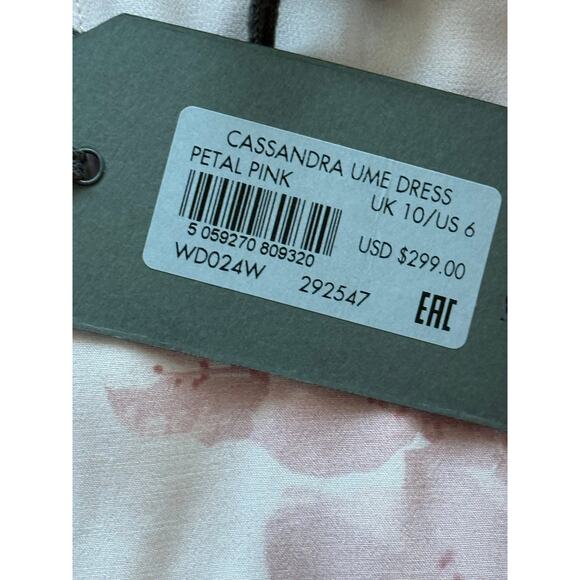 CASSANDRA UME DRESS
PETAL PINK
UK 10/US 6
5 059270 809320
USD $299.00
WD024W
292547
EAC